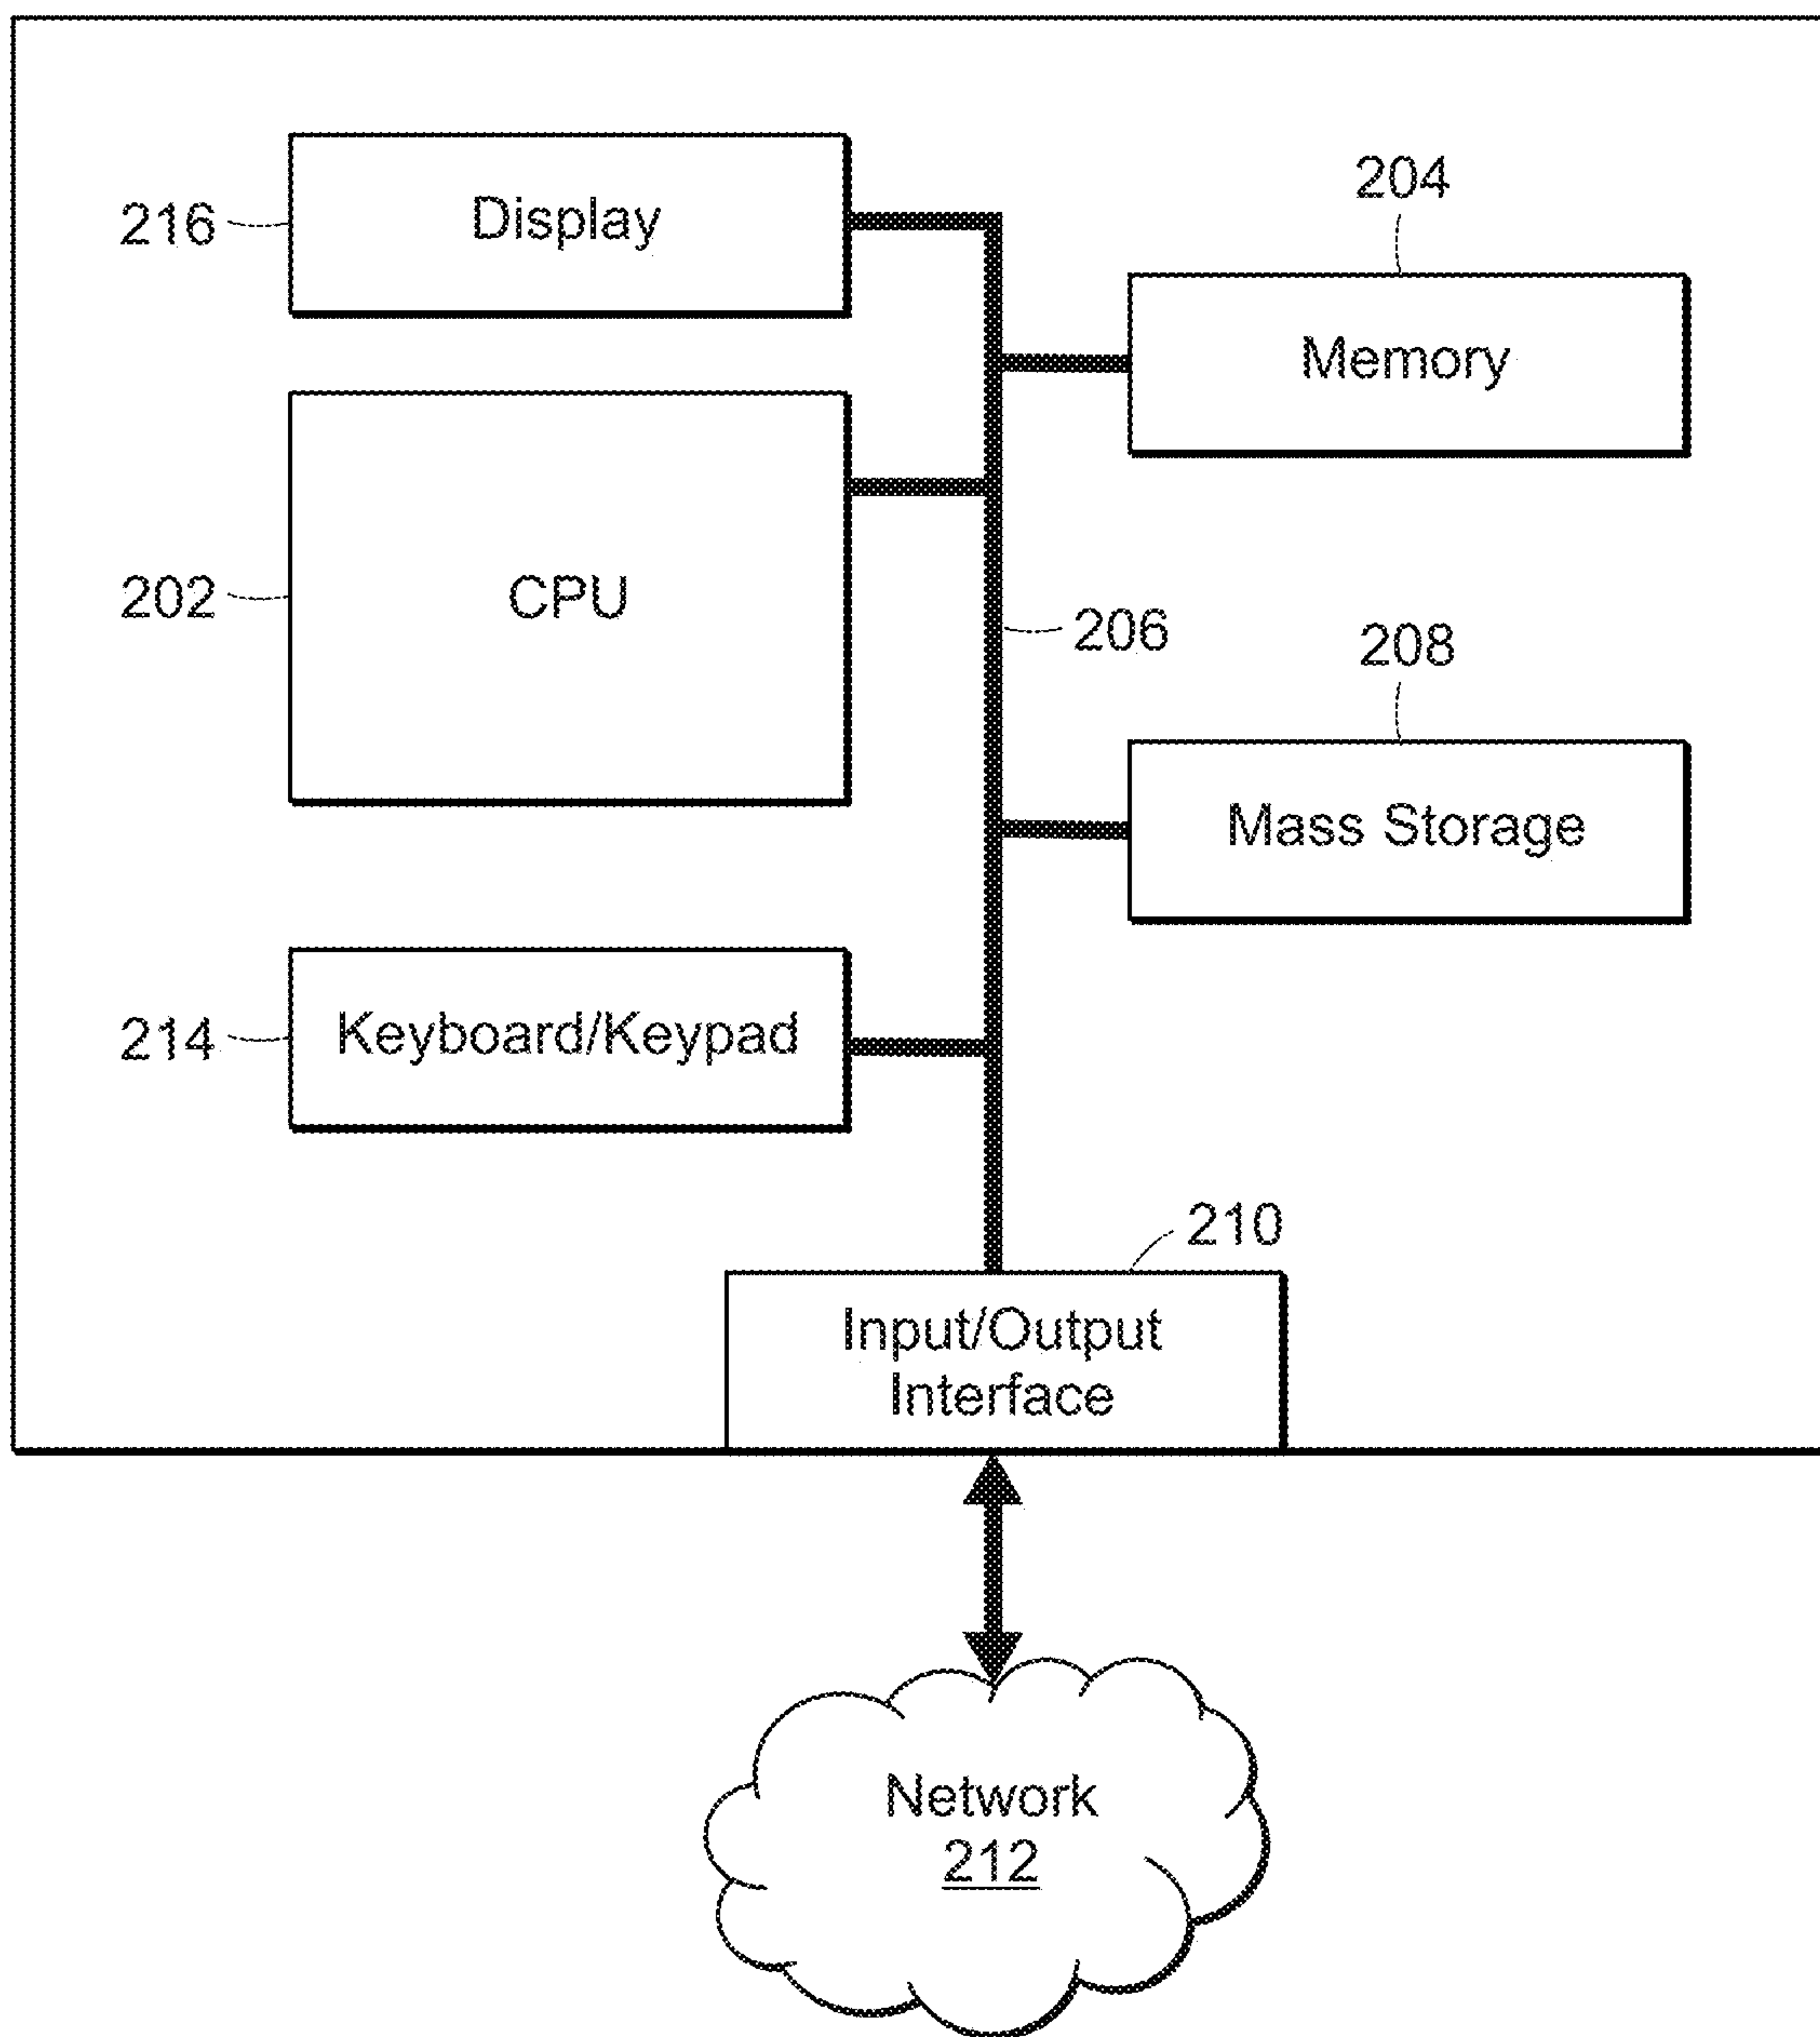 216
Display
204
Memory
202
CPU
206
208
Mass Storage
214
Keyboard/Keypad
210
Input/Output
Interface
Network
212